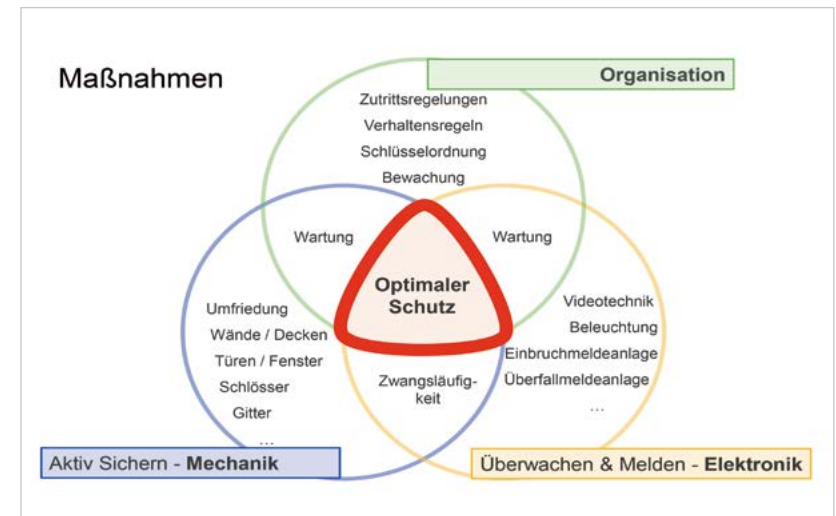 Maßnahmen
Organisation
Zutrittsregelungen
Verhaltensregeln
Schlüsselordnung
Bewachung
Wartung
Wartung
Optimaler
Schutz
Umfriedung
Wände / Decken
Türen / Fenster
Schlösser
Gitter
...
Videotechnik
Beleuchtung
Einbruchmeldeanlage
Überfallmeldeanlage
...
Zwangsläufig-
keit
Aktiv Sichern - Mechanik
Überwachen & Melden - Elektronik